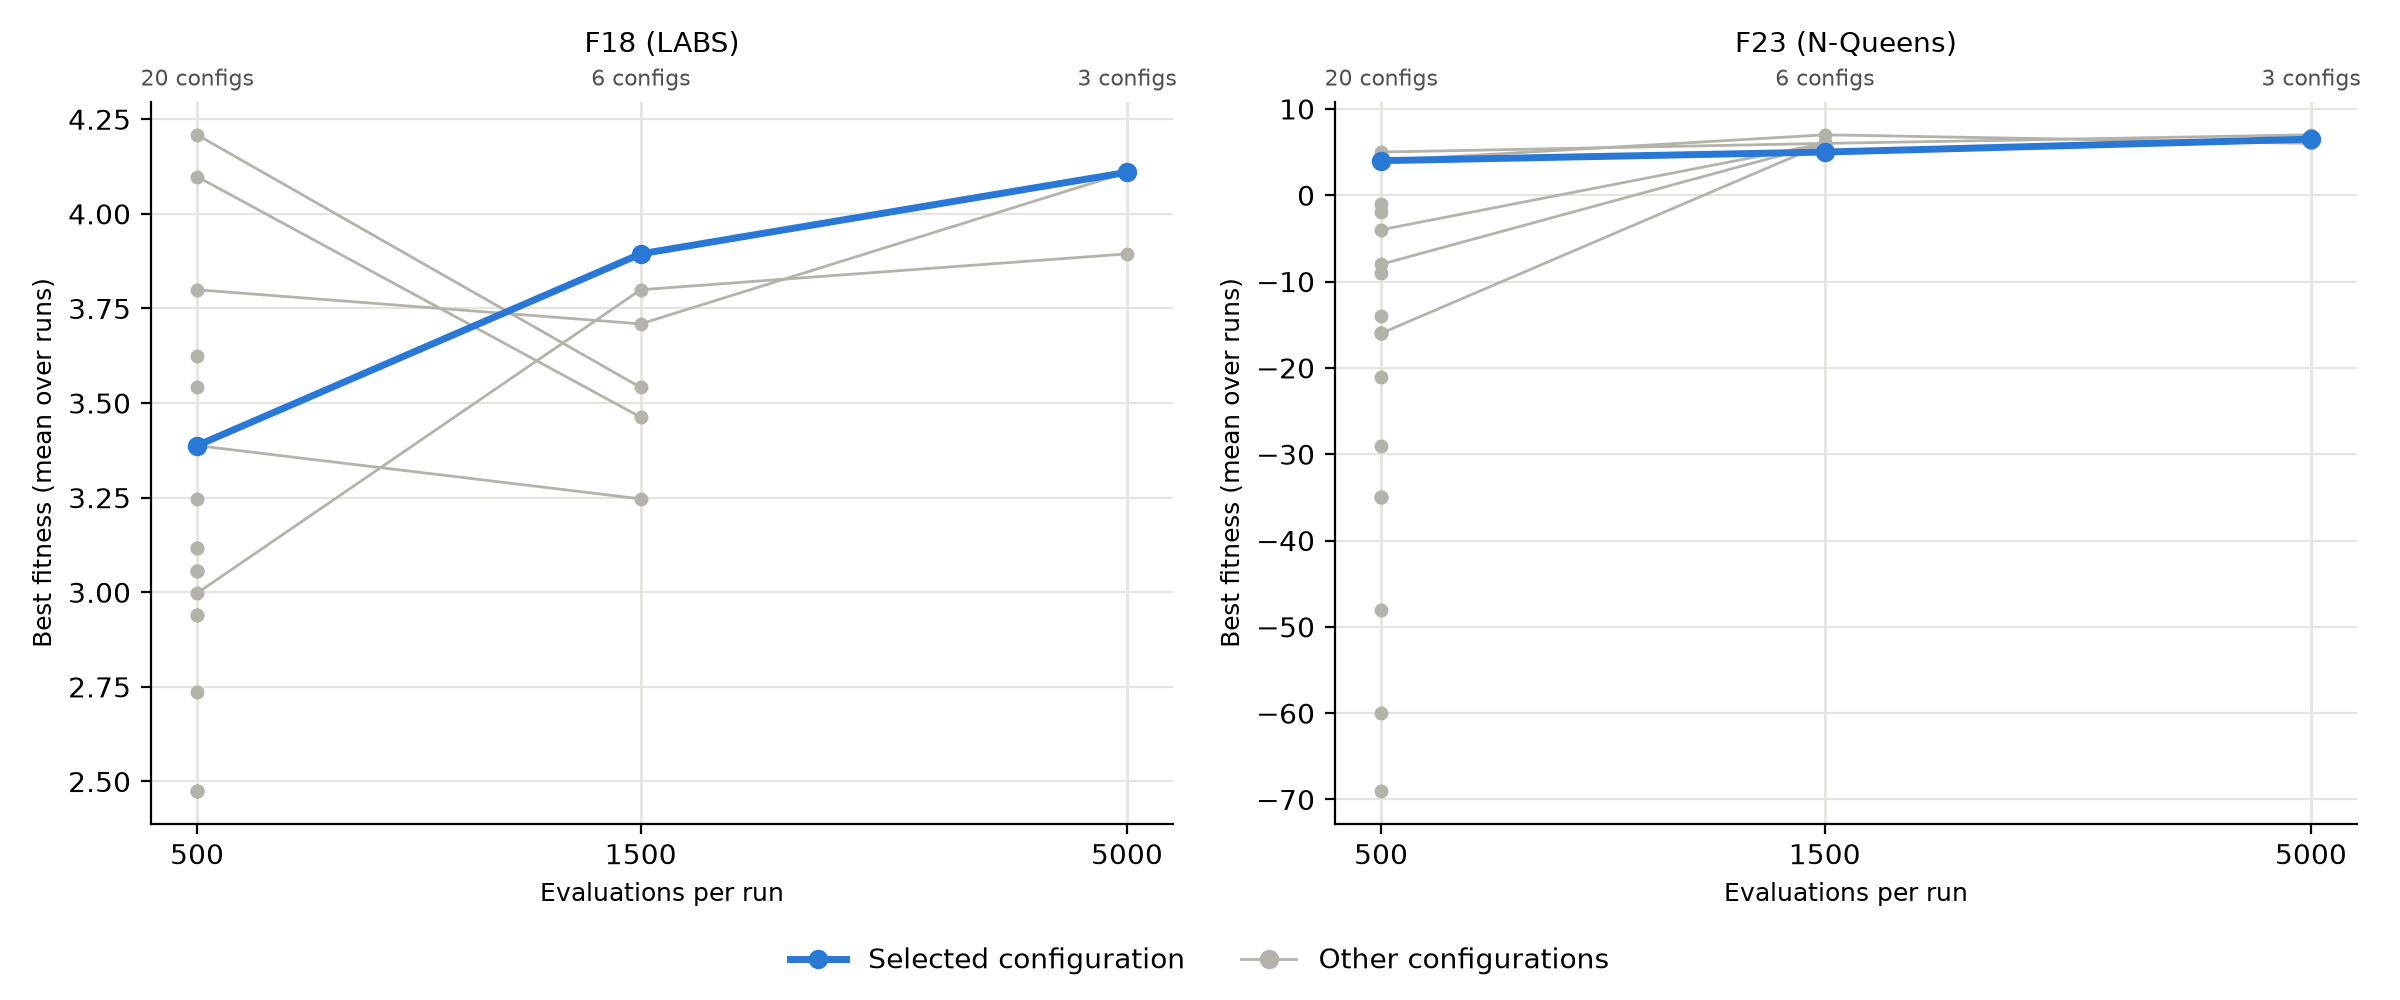 F18 (LABS)
20 configs
6 configs
3 configs
4.25
4.00
3.75
3.50
3.25
3.00
2.75
2.50
Best fitness (mean over runs)
500
1500
5000
Evaluations per run
F23 (N-Queens)
20 configs
6 configs
3 configs
10
0
−10
−20
−30
−40
−50
−60
−70
Best fitness (mean over runs)
500
1500
5000
Evaluations per run
Selected configuration
Other configurations